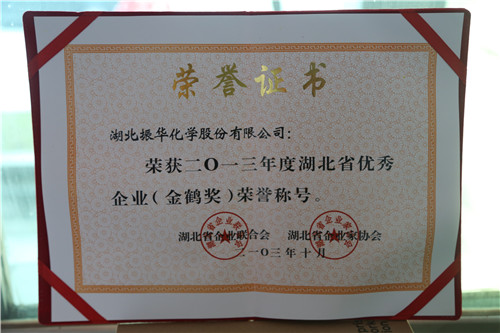 荣誉证书
湖北振华化学股份有限公司：
荣获二〇一三年度湖北省优秀
企业（金鹤奖）荣誉称号。
湖北省企业联合会 湖北省企业家协会
二一〇三年十月